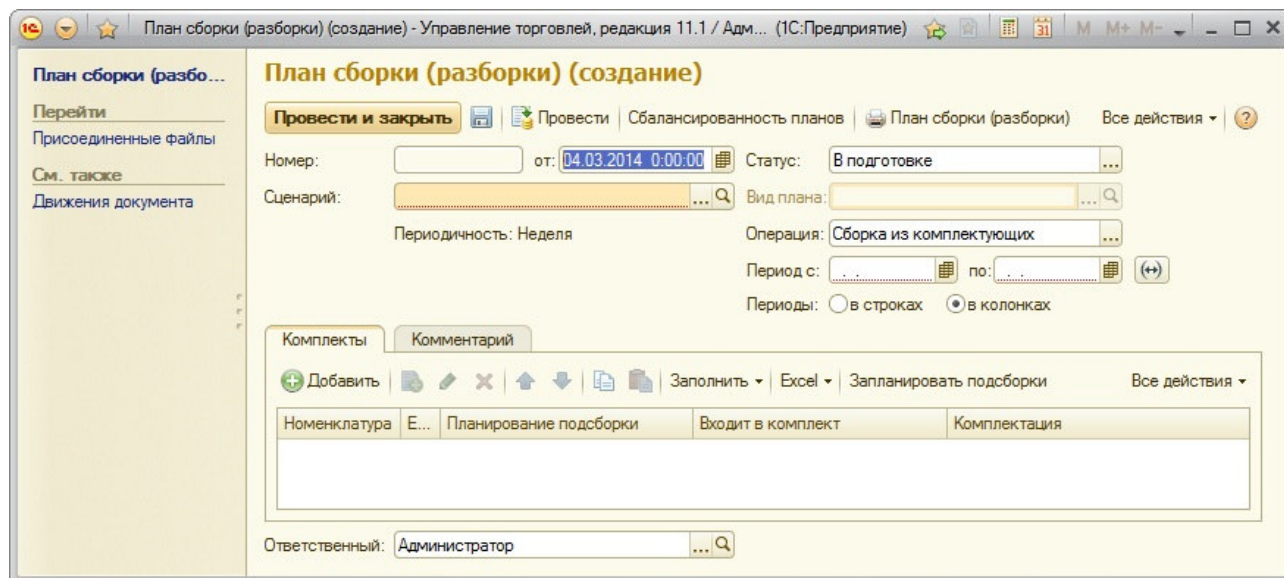 План сборки (разборки) (создание) - Управление торговлей, редакция 11.1 / Адм... (1С:Предприятие) 31 M M+ M-
План сборки (разбо...
Перейти
Присоединенные файлы
См. также
Движения документа
План сборки (разборки) (создание)
Провести и закрыть Провести Сбалансированность планов План сборки (разборки) Все действия ?
Номер: от: 04.03.2014 0:00:00 Статус: В подготовке ...
Сценарий: ... Вид плана: ...
Периодичность: Неделя Операция: Сборка из комплектующих ...
Период с: . . по: . .
Периоды: в строках в колонках
Комплекты Комментарий
Добавить Заполнить Excel Запланировать подсборки Все действия
Номенклатура Е... Планирование подсборки Входит в комплект Комплектация
Ответственный: Администратор ...